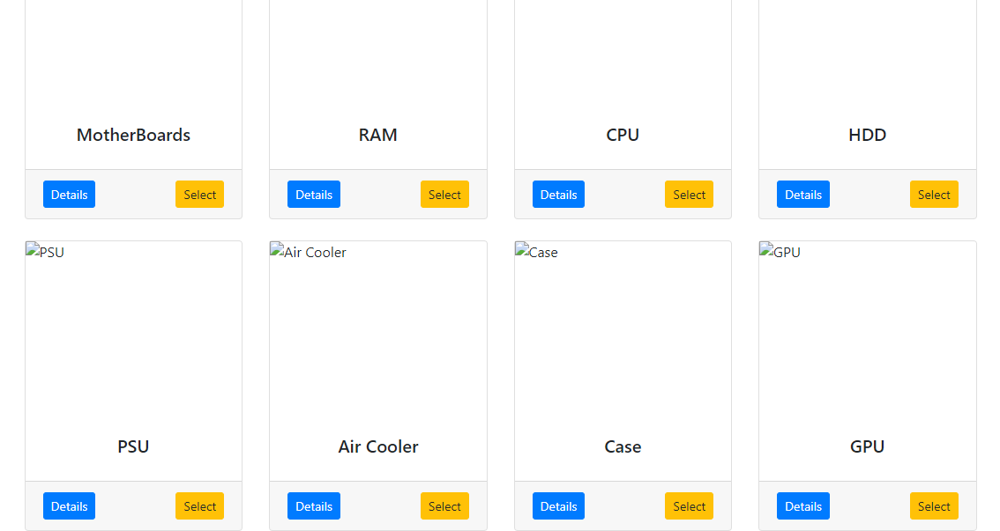 MotherBoards RAM CPU HDD
Details Select Details Select Details Select Details Select
PSU Air Cooler Case GPU
PSU Air Cooler Case GPU
Details Select Details Select Details Select Details Select